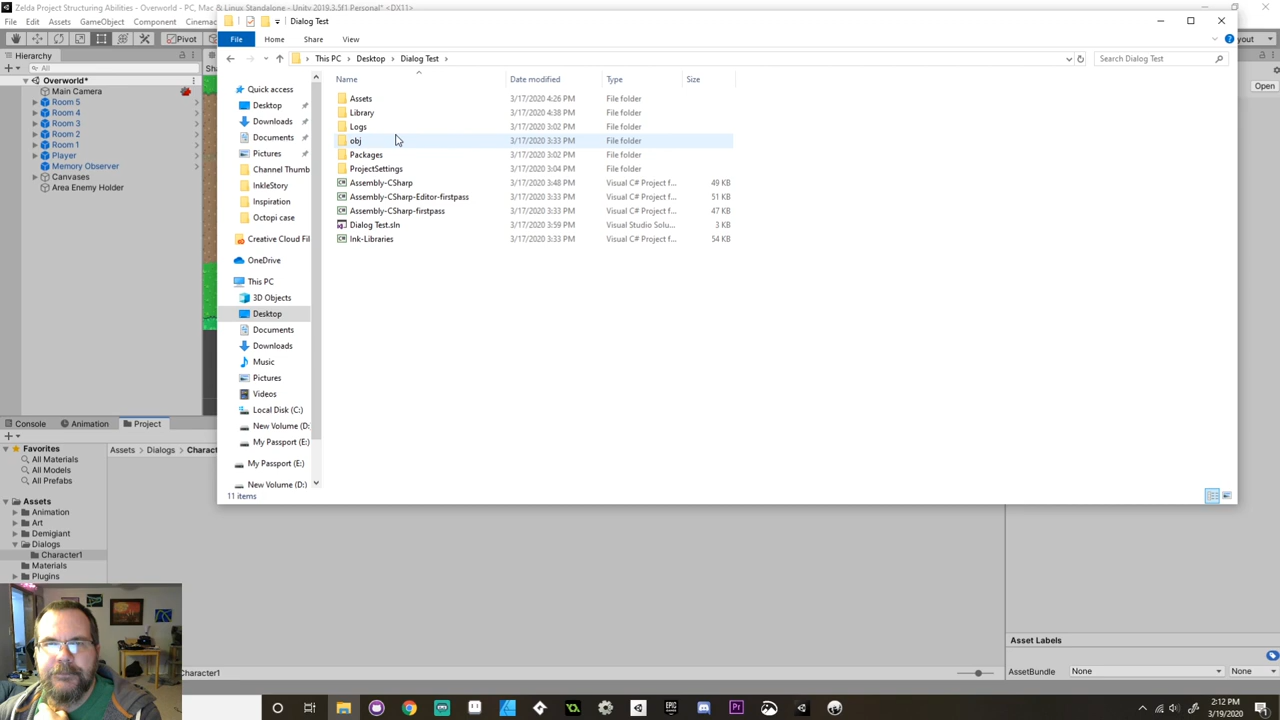 Zelda Project Structuring Abilities - Overworld - PC, Mac & Linux Standalone - Unity 2019.3.5f1 Personal* <DX11>
File Edit Assets GameObject Component Cinema
Pivot
Hierarchy
All
Overworld*
Main Camera
Room 5
Room 4
Room 3
Room 2
Room 1
Player
Memory Observer
Canvases
Area Enemy Holder
Dialog Test
File Home Share View
This PC Desktop Dialog Test
Search Dialog Test
Name Date modified Type Size
Quick access
Desktop
Downloads
Documents
Pictures
Channel Thumb
InkleStory
Inspiration
Octopi case
Creative Cloud Fil
OneDrive
This PC
3D Objects
Desktop
Documents
Downloads
Music
Pictures
Videos
Local Disk (C:)
New Volume (D:
My Passport (E:)
My Passport (E:)
New Volume (D:)
Assets 3/17/2020 4:26 PM File folder
Library 3/17/2020 4:38 PM File folder
Logs 3/17/2020 3:02 PM File folder
obj 3/17/2020 3:33 PM File folder
Packages 3/17/2020 3:02 PM File folder
ProjectSettings 3/17/2020 3:04 PM File folder
Assembly-CSharp 3/17/2020 3:48 PM Visual C# Project f... 49 KB
Assembly-CSharp-Editor-firstpass 3/17/2020 3:33 PM Visual C# Project f... 51 KB
Assembly-CSharp-firstpass 3/17/2020 3:33 PM Visual C# Project f... 47 KB
Dialog Test.sln 3/17/2020 3:59 PM Visual Studio Solu... 3 KB
Ink-Libraries 3/17/2020 3:33 PM Visual C# Project f... 54 KB
11 items
yout
Open
Console Animation Project
Favorites
All Materials
All Models
All Prefabs
Assets
Animation
Art
Demigiant
Dialogs
Character1
Materials
Plugins
Assets Dialogs Charac
Character1
Asset Labels
AssetBundle None None
2:12 PM
3/19/2020